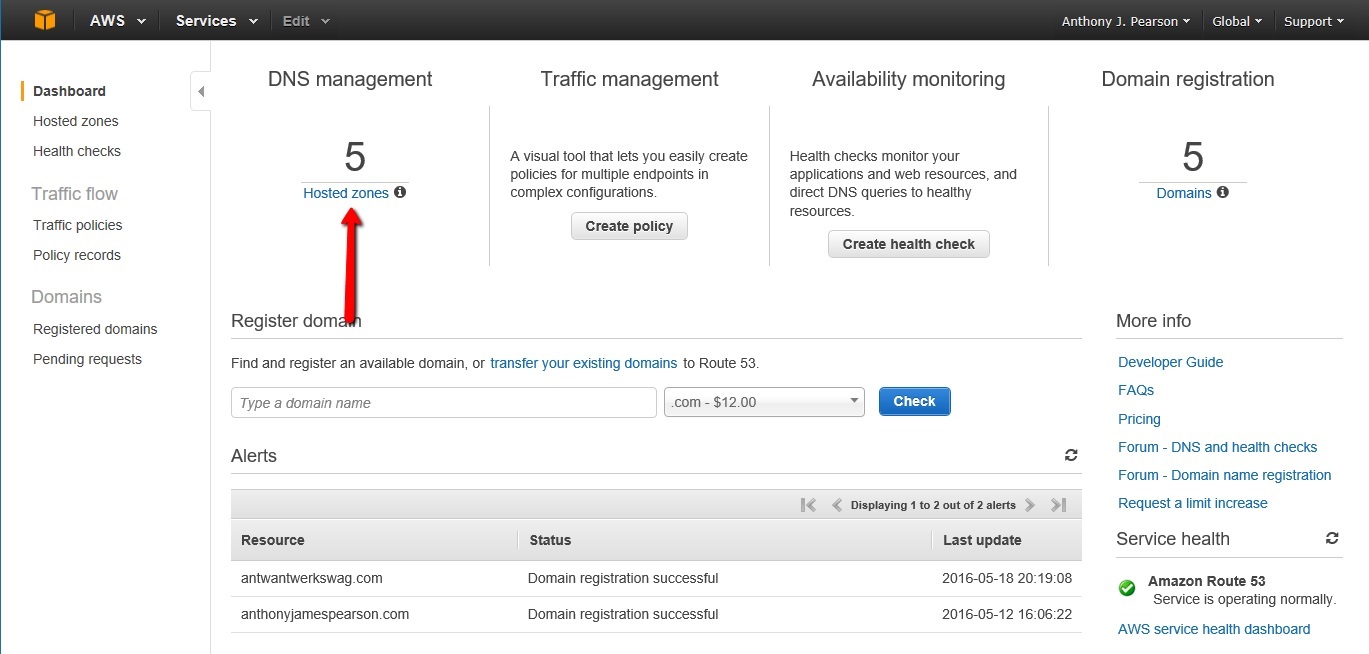 AWS Services Edit Anthony J. Pearson Global Support
Dashboard
Hosted zones
Health checks
Traffic flow
Traffic policies
Policy records
Domains
Registered domains
Pending requests
DNS management
5
Hosted zones
Traffic management
A visual tool that lets you easily create
policies for multiple endpoints in
complex configurations.
Create policy
Availability monitoring
Health checks monitor your
applications and web resources, and
direct DNS queries to healthy
resources.
Create health check
Domain registration
5
Domains
Register domain
Find and register an available domain, or transfer your existing domains to Route 53.
Type a domain name .com - $12.00 Check
Alerts
Displaying 1 to 2 out of 2 alerts
Resource Status Last update
antwantwerkswag.com Domain registration successful 2016-05-18 20:19:08
anthonyjamespearson.com Domain registration successful 2016-05-12 16:06:22
More info
Developer Guide
FAQs
Pricing
Forum - DNS and health checks
Forum - Domain name registration
Request a limit increase
Service health
Amazon Route 53
Service is operating normally.
AWS service health dashboard